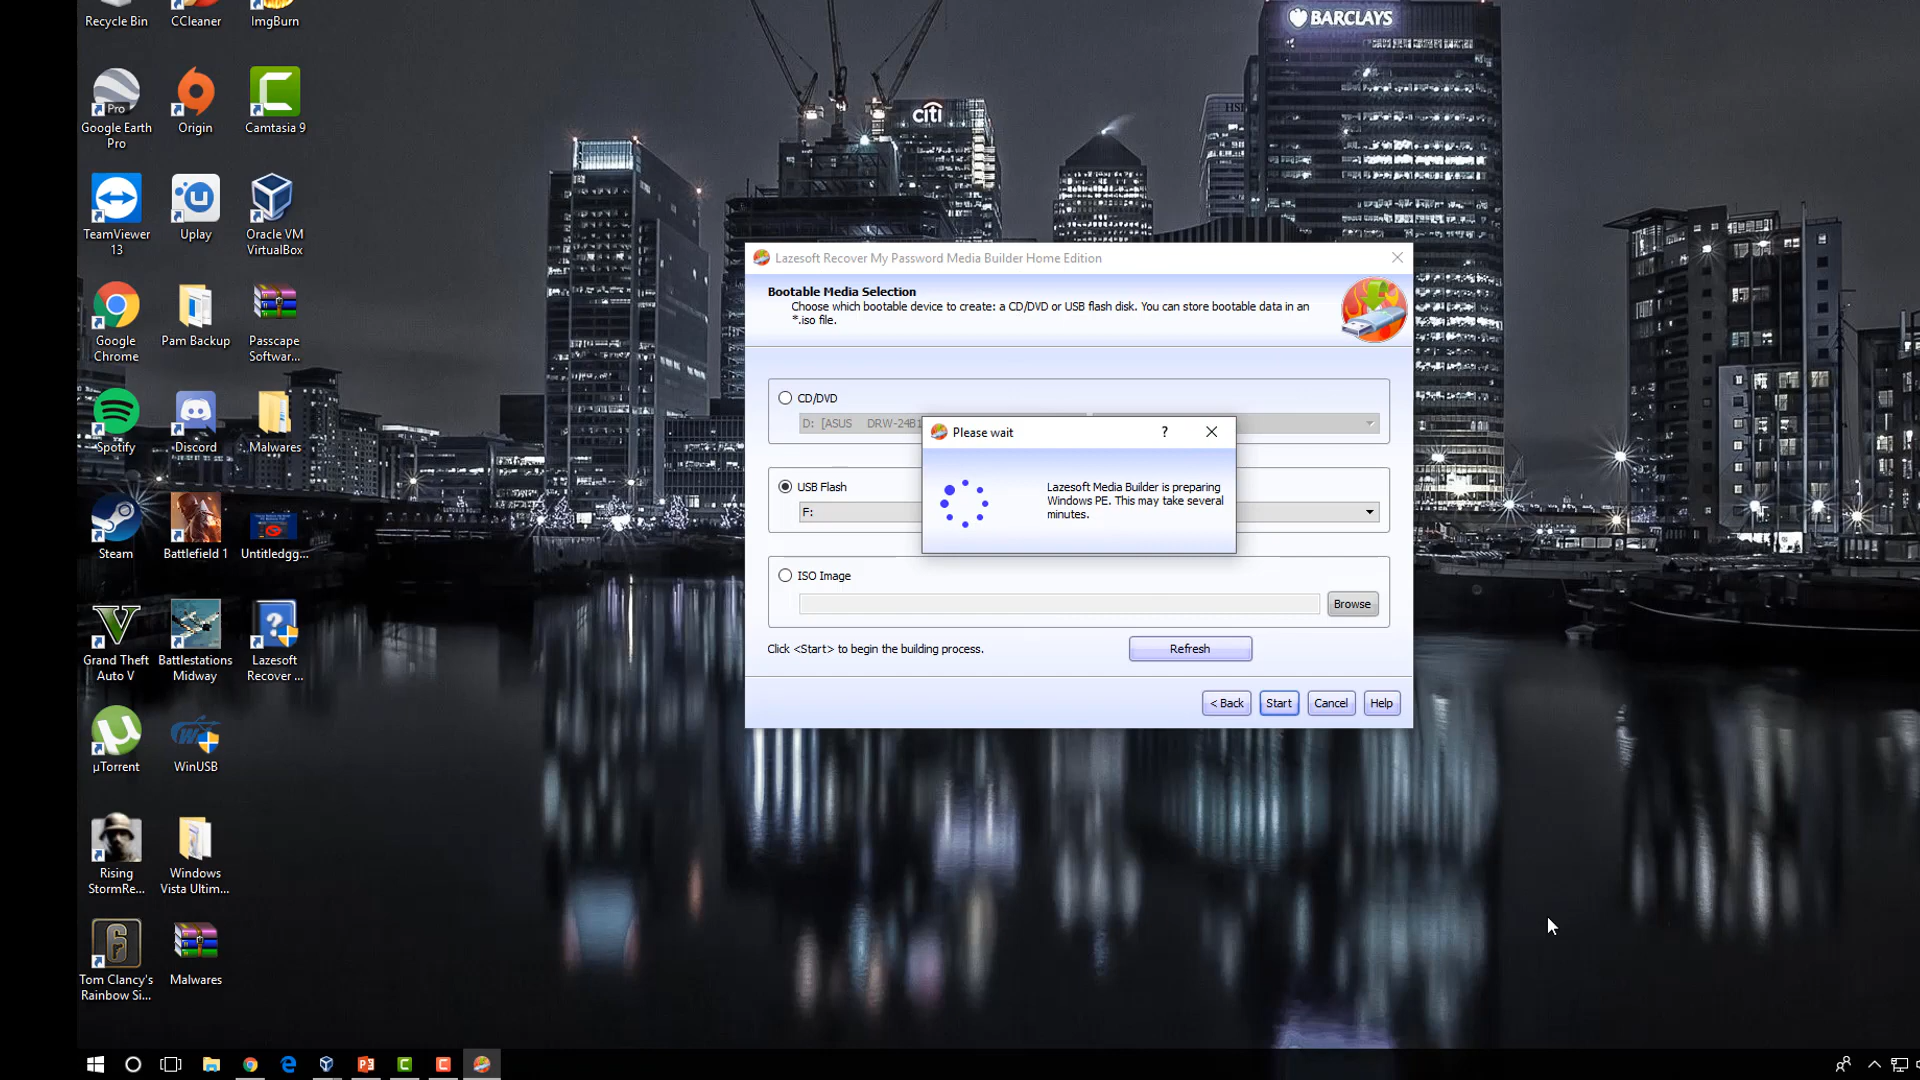 Recycle Bin
CCleaner
ImgBurn
Pro
Google Earth
Pro
Origin
Camtasia 9
TeamViewer
13
Uplay
Oracle VM
VirtualBox
Google
Chrome
Pam Backup
Passcape
Softwar...
Spotify
Discord
Malwares
Steam
Battlefield 1
Untitledgg...
Grand Theft
Auto V
Battlestations
Midway
Lazesoft
Recover ...
µTorrent
WinUSB
Rising
StormRe...
Windows
Vista Ultim...
Tom Clancy's
Rainbow Si...
Malwares
BARCLAYS
citi
Lazesoft Recover My Password Media Builder Home Edition
Bootable Media Selection
Choose which bootable device to create: a CD/DVD or USB flash disk. You can store bootable data in an
*.iso file.
CD/DVD
D: [ASUS DRW-24B1
Please wait
Lazesoft Media Builder is preparing
Windows PE. This may take several
minutes.
USB Flash
F:
ISO Image
Browse
Click <Start> to begin the building process.
Refresh
< Back
Start
Cancel
Help